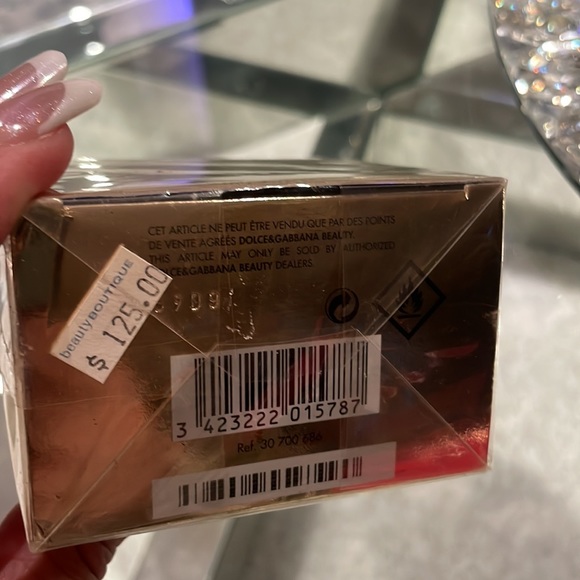 CET ARTICLE NE PEUT ÊTRE VENDU QUE PAR DES POINTS
DE VENTE AGRÉÉS DOLCE&GABBANA BEAUTY.
THIS ARTICLE MAY ONLY BE SOLD BY AUTHORIZED
DOLCE&GABBANA BEAUTY DEALERS.
beautyBOUTIQUE
$ 125.00
3 423222 015787
Ref. 30 700 686